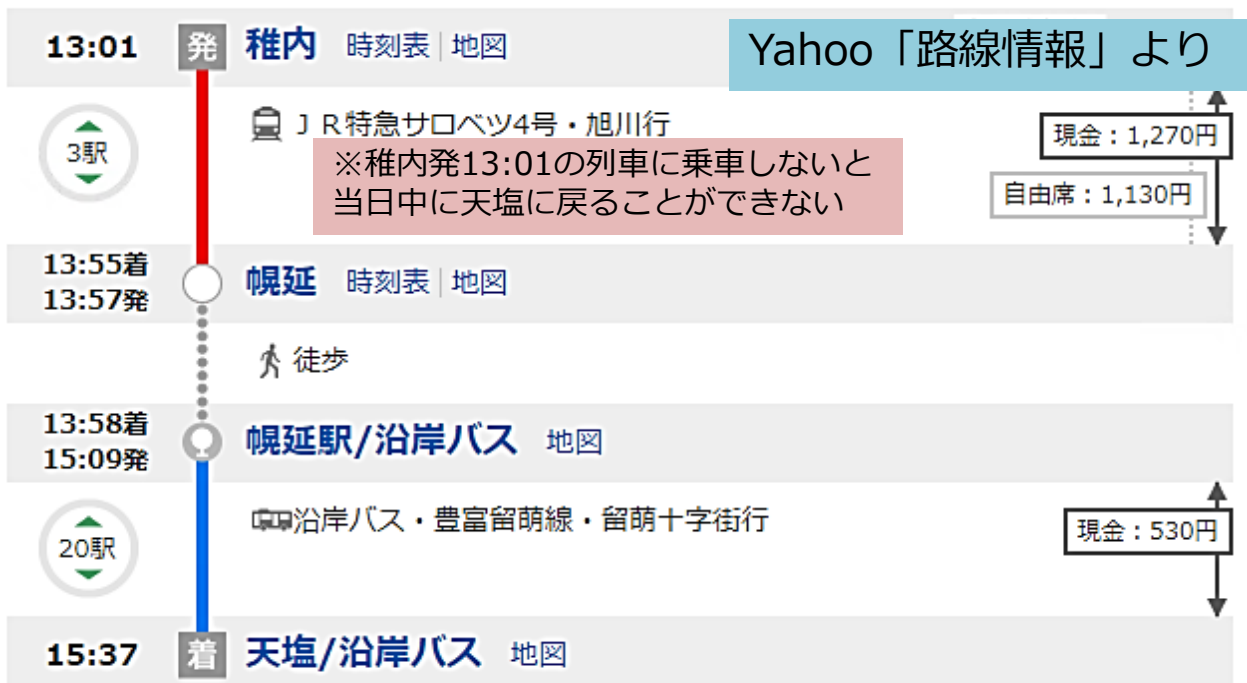 Yahoo「路線情報」より
13:01 発 稚内 時刻表 地図
3駅
JR特急サロベツ4号・旭川行
※稚内発13:01の列車に乗車しないと
当日中に天塩に戻ることができない
現金:1,270円
自由席:1,130円
13:55着
13:57発
幌延 時刻表 地図
徒歩
13:58着
15:09発
幌延駅/沿岸バス 地図
20駅
沿岸バス・豊富留萌線・留萌十字街行
現金:530円
15:37 着 天塩/沿岸バス 地図